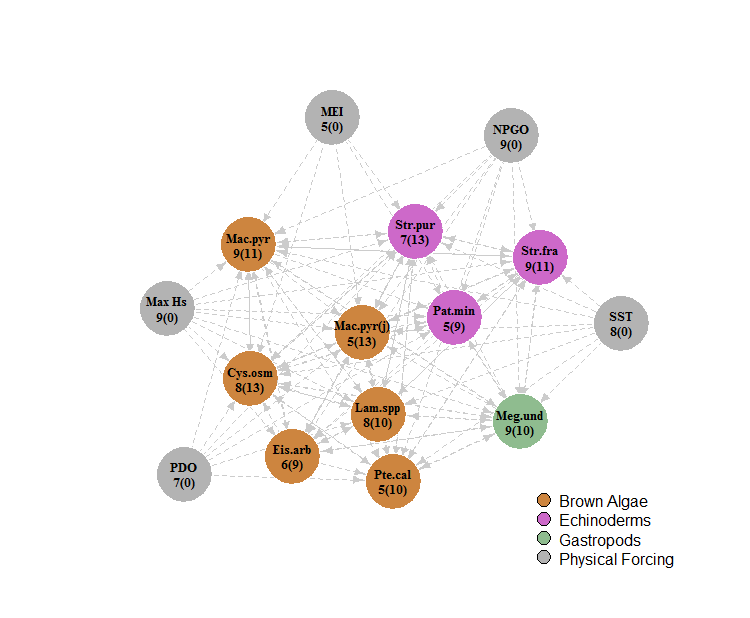 MEI
5(0)
NPGO
9(0)
Str.pur
7(13)
Mac.pyr
9(11)
Str.fra
9(11)
Max Hs
9(0)
Pat.min
5(9)
SST
8(0)
Mac.pyr(j)
5(13)
Cys.osm
8(13)
Lam.spp
8(10)
Meg.und
9(10)
Eis.arb
6(9)
PDO
7(0)
Pte.cal
5(10)
Brown Algae
Echinoderms
Gastropods
Physical Forcing